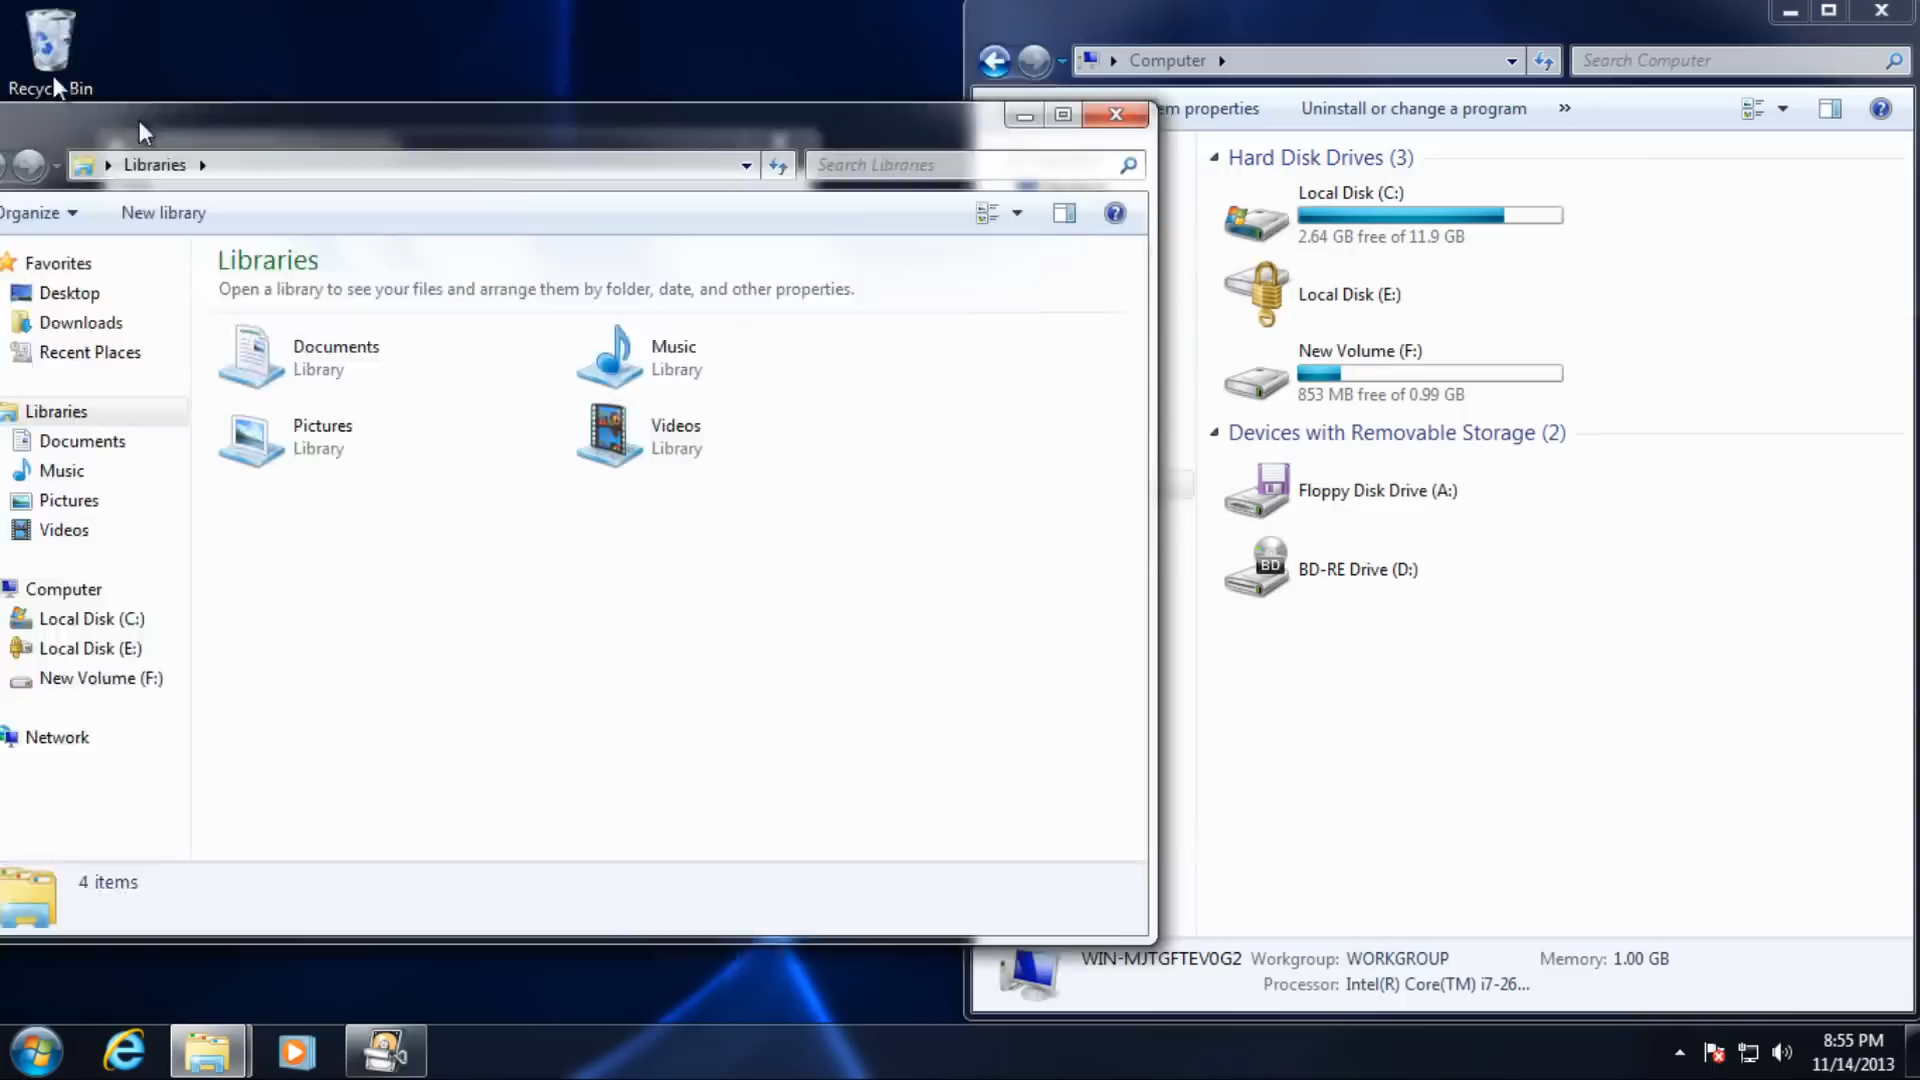 Recycle Bin
Libraries
Search Libraries
Organize
New library
Favorites
Desktop
Downloads
Recent Places
Libraries
Documents
Music
Pictures
Videos
Computer
Local Disk (C:)
Local Disk (E:)
New Volume (F:)
Network
Libraries
Open a library to see your files and arrange them by folder, date, and other properties.
Documents
Library
Music
Library
Pictures
Library
Videos
Library
4 items
Computer
Search Computer
em properties
Uninstall or change a program
»
Hard Disk Drives (3)
Local Disk (C:)
2.64 GB free of 11.9 GB
Local Disk (E:)
New Volume (F:)
853 MB free of 0.99 GB
Devices with Removable Storage (2)
Floppy Disk Drive (A:)
BD
BD-RE Drive (D:)
WIN-MJTGFTEV0G2 Workgroup: WORKGROUP Memory: 1.00 GB
Processor: Intel(R) Core(TM) i7-26...
8:55 PM
11/14/2013